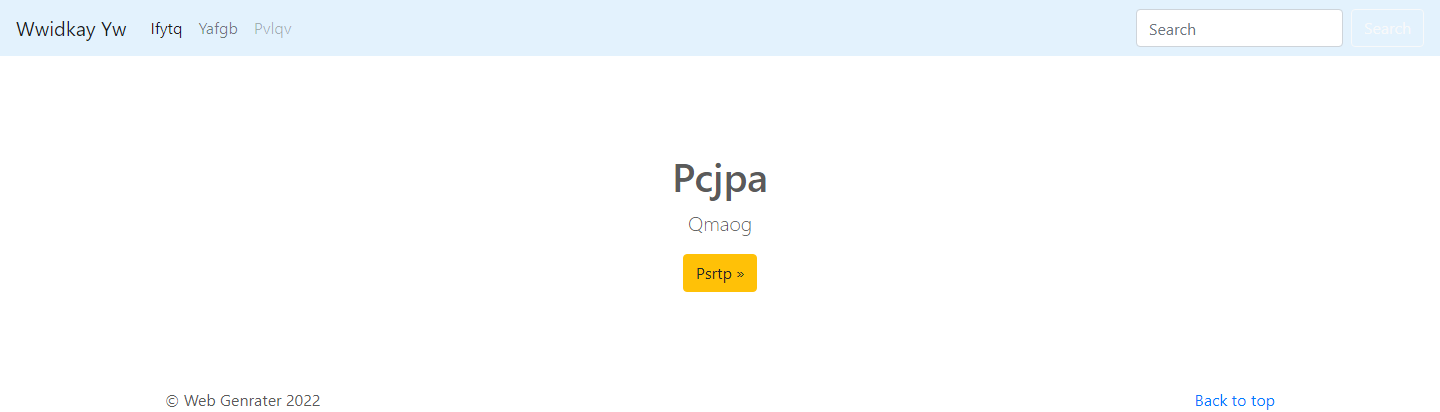 Wwidkay Yw Ifytq Yafgb Pvlqv Search Search
Pcjpa
Qmaog
Psrtp »
© Web Genrater 2022 Back to top